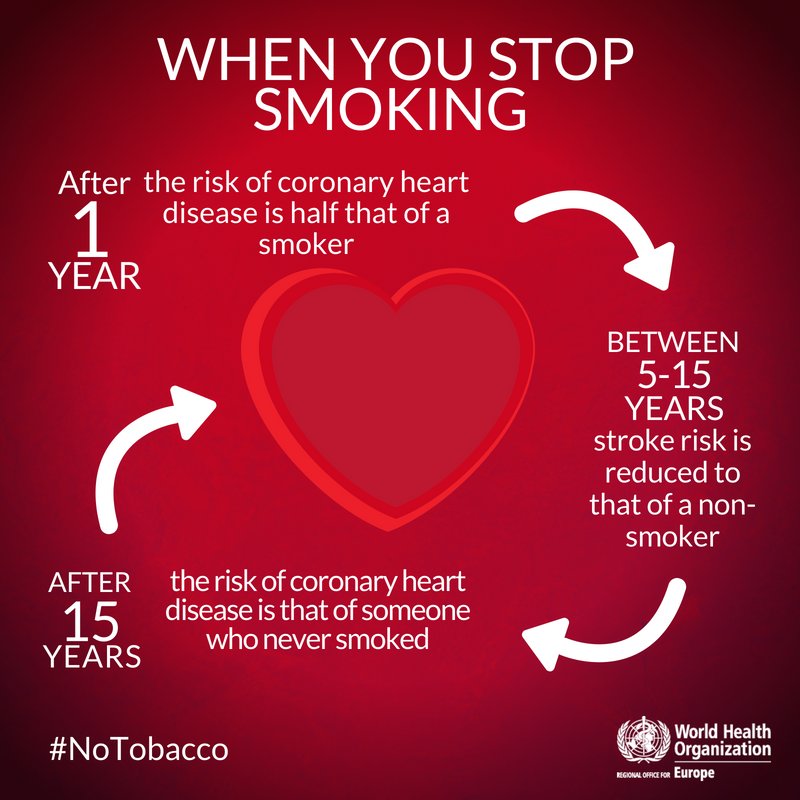 WHEN YOU STOP
SMOKING
After
1
YEAR
the risk of coronary heart
disease is half that of a
smoker
BETWEEN
5-15
YEARS
stroke risk is
reduced to
that of a non-
smoker
AFTER
15
YEARS
the risk of coronary heart
disease is that of someone
who never smoked
#NoTobacco
World Health
Organization
REGIONAL OFFICE FOR Europe